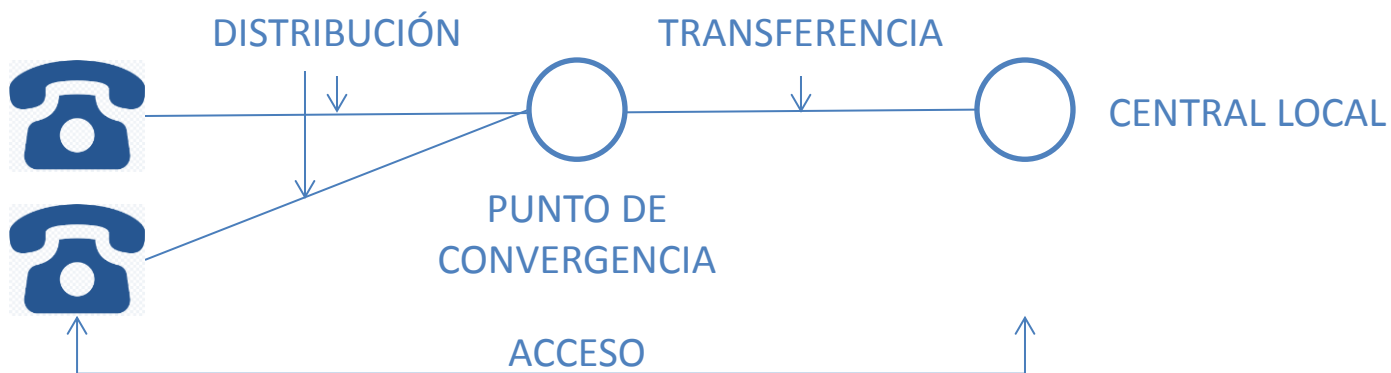 DISTRIBUCIÓN
TRANSFERENCIA
CENTRAL LOCAL
PUNTO DE
CONVERGENCIA
ACCESO